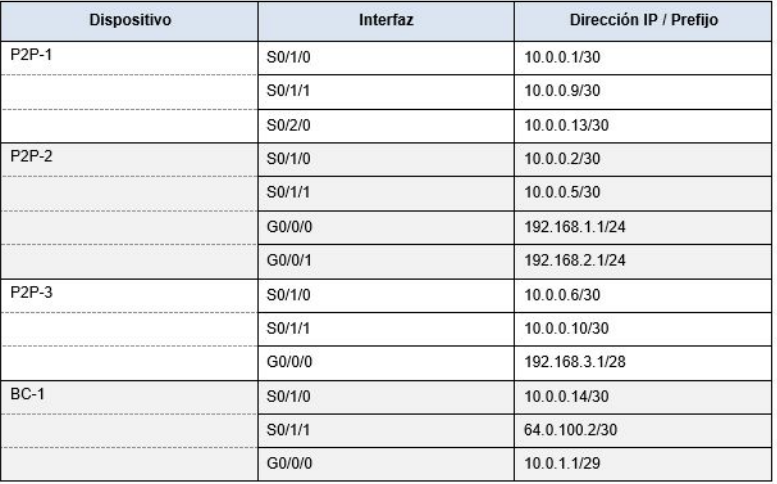 Dispositivo Interfaz Dirección IP / Prefijo
P2P-1 S0/1/0 10.0.0.1/30
S0/1/1 10.0.0.9/30
S0/2/0 10.0.0.13/30
P2P-2 S0/1/0 10.0.0.2/30
S0/1/1 10.0.0.5/30
G0/0/0 192.168.1.1/24
G0/0/1 192.168.2.1/24
P2P-3 S0/1/0 10.0.0.6/30
S0/1/1 10.0.0.10/30
G0/0/0 192.168.3.1/28
BC-1 S0/1/0 10.0.0.14/30
S0/1/1 64.0.100.2/30
G0/0/0 10.0.1.1/29